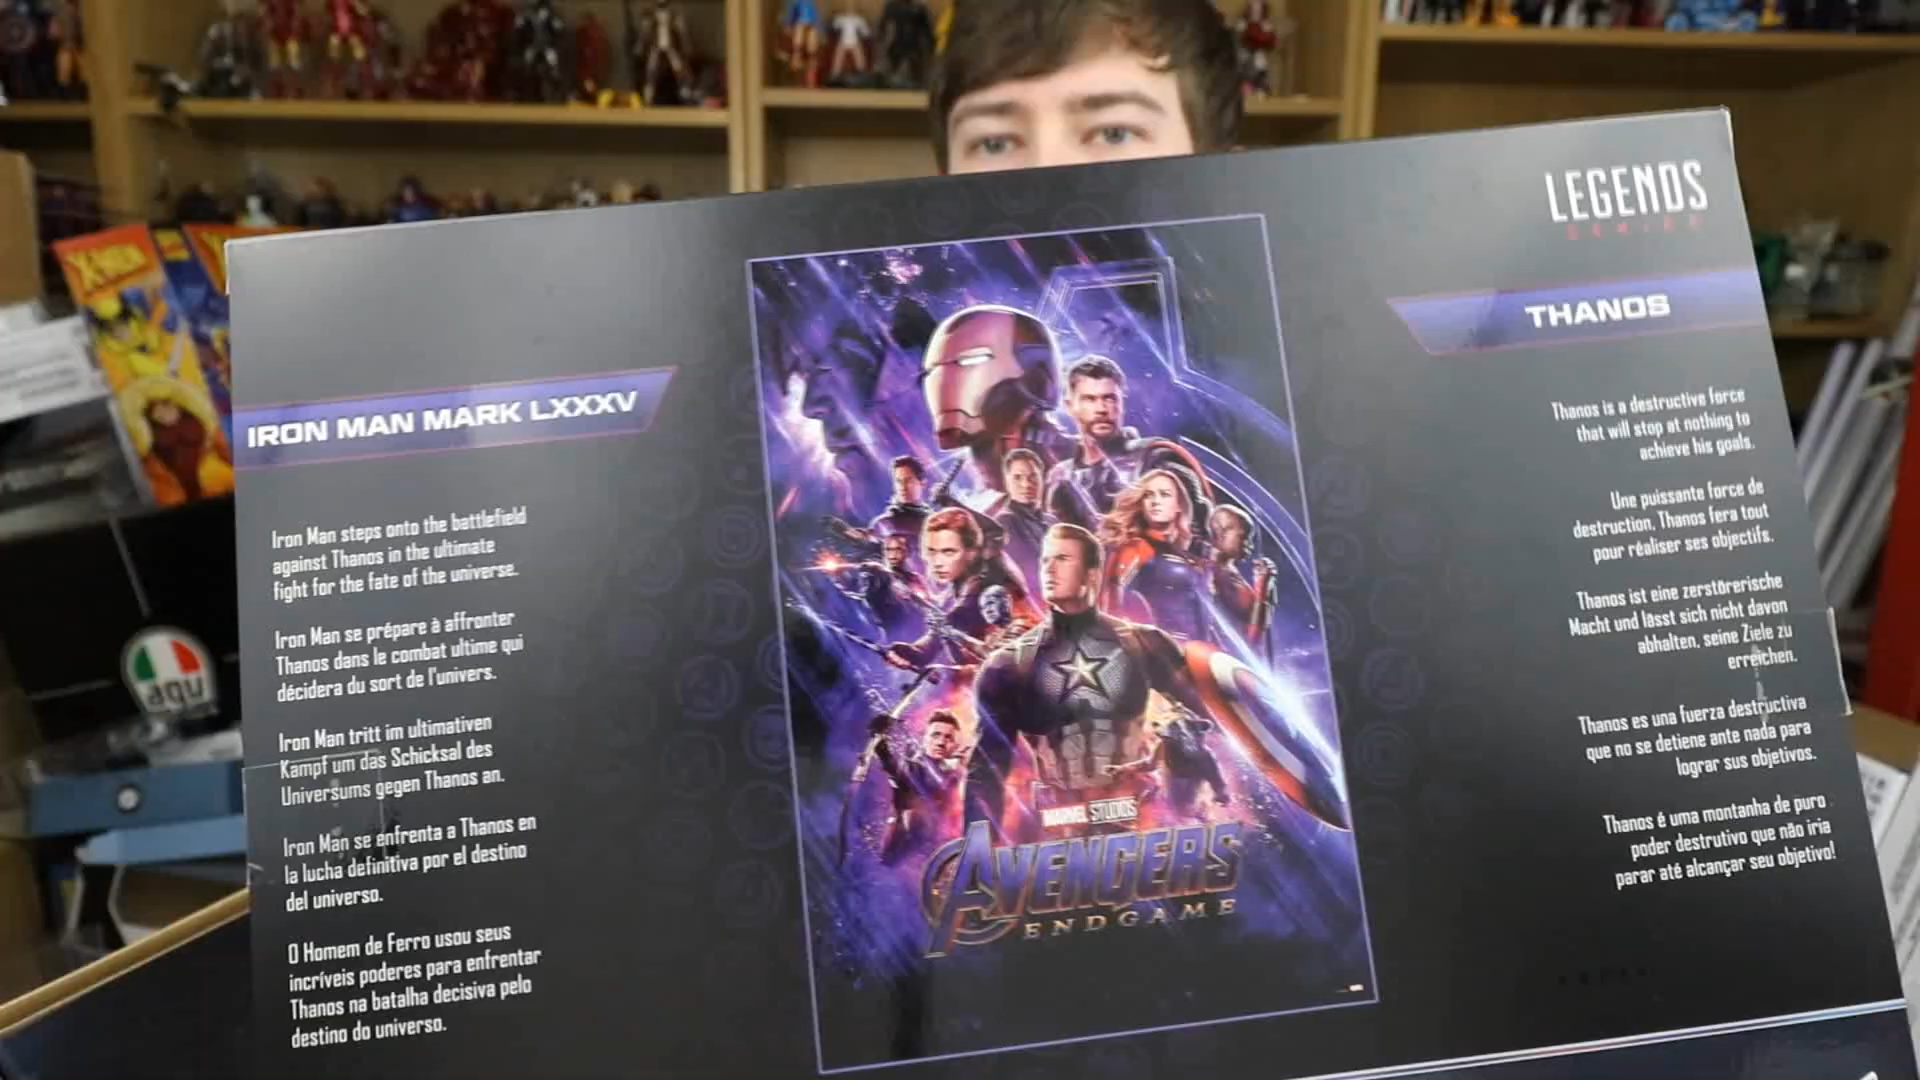 X-MEN
agv
LEGENDS
SERIES
IRON MAN MARK LXXXV
Iron Man steps onto the battlefield
against Thanos in the ultimate
fight for the fate of the universe.
Iron Man se prépare à affronter
Thanos dans le combat ultime qui
décidera du sort de l'univers.
Iron Man tritt im ultimativen
Kampf um das Schicksal des
Universums gegen Thanos an.
Iron Man se enfrenta a Thanos en
la lucha definitiva por el destino
del universo.
O Homem de Ferro usou seus
incríveis poderes para enfrentar
Thanos na batalha decisiva pelo
destino do universo.
MARVEL STUDIOS
AVENGERS
ENDGAME
THANOS
Thanos is a destructive force
that will stop at nothing to
achieve his goals.
Une puissante force de
destruction, Thanos fera tout
pour réaliser ses objectifs.
Thanos ist eine zerstörerische
Macht und lässt sich nicht davon
abhalten, seine Ziele zu
erreichen.
Thanos es una fuerza destructiva
que no se detiene ante nada para
lograr sus objetivos.
Thanos é uma montanha de puro
poder destrutivo que não iria
parar até alcançar seu objetivo!